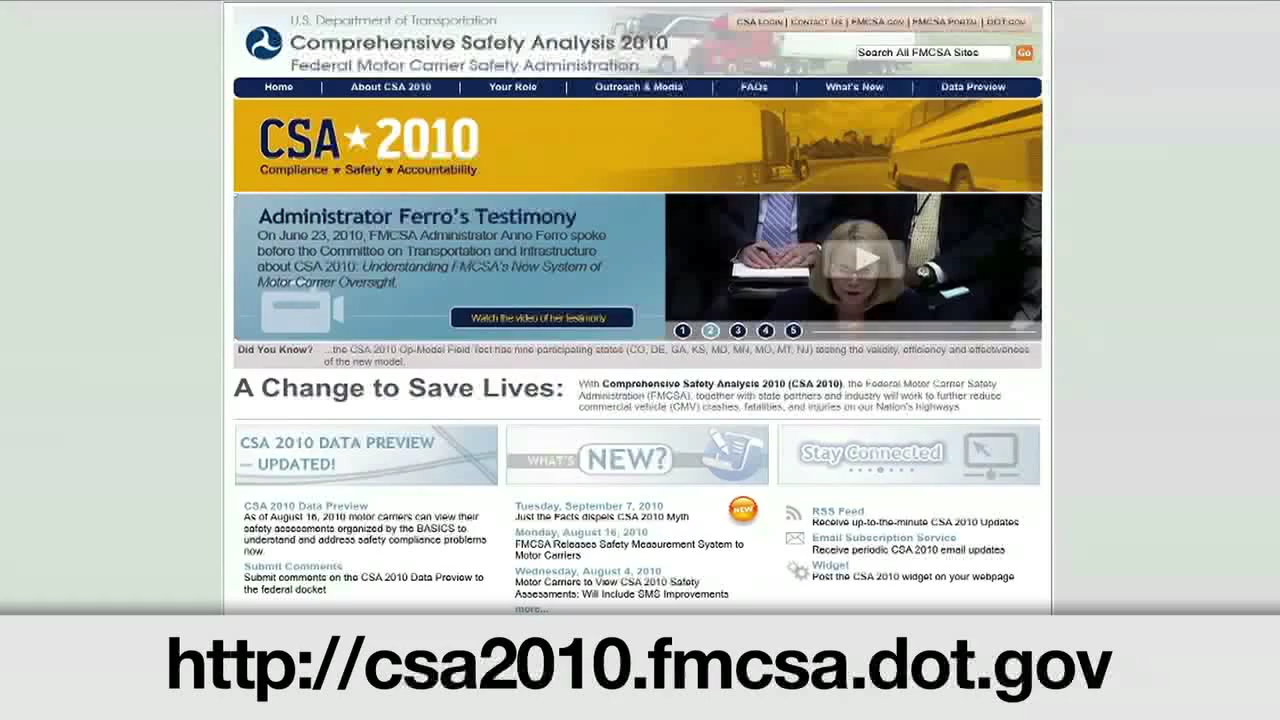 U.S. Department of Transportation
CSA LOGIN | CONTACT US | FMCSA.GOV | FMCSA PORTAL | DOT.GOV
Comprehensive Safety Analysis 2010
Search All FMCSA Sites Go
Federal Motor Carrier Safety Administration
Home | About CSA 2010 | Your Role | Outreach & Media | FAQs | What's New | Data Preview
CSA★2010
Compliance ★ Safety ★ Accountability
Administrator Ferro's Testimony
On June 23, 2010, FMCSA Administrator Anne Ferro spoke
before the Committee on Transportation and Infrastructure
about CSA 2010: Understanding FMCSA's New System of
Motor Carrier Oversight.
Watch the video of her testimony
1 2 3 4 5
Did You Know? ...the CSA 2010 Op-Model Field Test has nine participating states (CO, DE, GA, KS, MD, MN, MO, MT, NJ) testing the validity, efficiency and effectiveness
of the new model.
A Change to Save Lives:
With Comprehensive Safety Analysis 2010 (CSA 2010), the Federal Motor Carrier Safety
Administration (FMCSA), together with state partners and industry will work to further reduce
commercial vehicle (CMV) crashes, fatalities, and injuries on our Nation's highways
CSA 2010 DATA PREVIEW
— UPDATED!
WHAT'S NEW?
Stay Connected
CSA 2010 Data Preview
As of August 16, 2010 motor carriers can view their
safety assessments organized by the BASICS to
understand and address safety compliance problems
now.
Submit Comments
Submit comments on the CSA 2010 Data Preview to
the federal docket
Tuesday, September 7, 2010
NEW
Just the Facts dispels CSA 2010 Myth
Monday, August 16, 2010
FMCSA Releases Safety Measurement System to
Motor Carriers
Wednesday, August 4, 2010
Motor Carriers to View CSA 2010 Safety
Assessments: Will Include SMS Improvements
more...
RSS Feed
Receive up-to-the-minute CSA 2010 Updates
Email Subscription Service
Receive periodic CSA 2010 email updates
Widget
Post the CSA 2010 widget on your webpage
http://csa2010.fmcsa.dot.gov